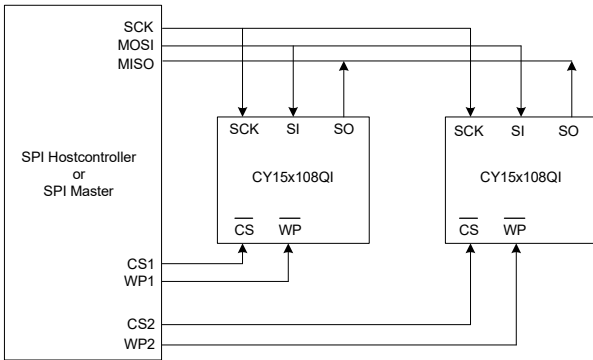 SCK
MOSI
MISO
SPI Hostcontroller
or
SPI Master
CS1
WP1
CS2
WP2
SCK SI SO
CY15x108QI
CS WP
SCK SI SO
CY15x108QI
CS WP